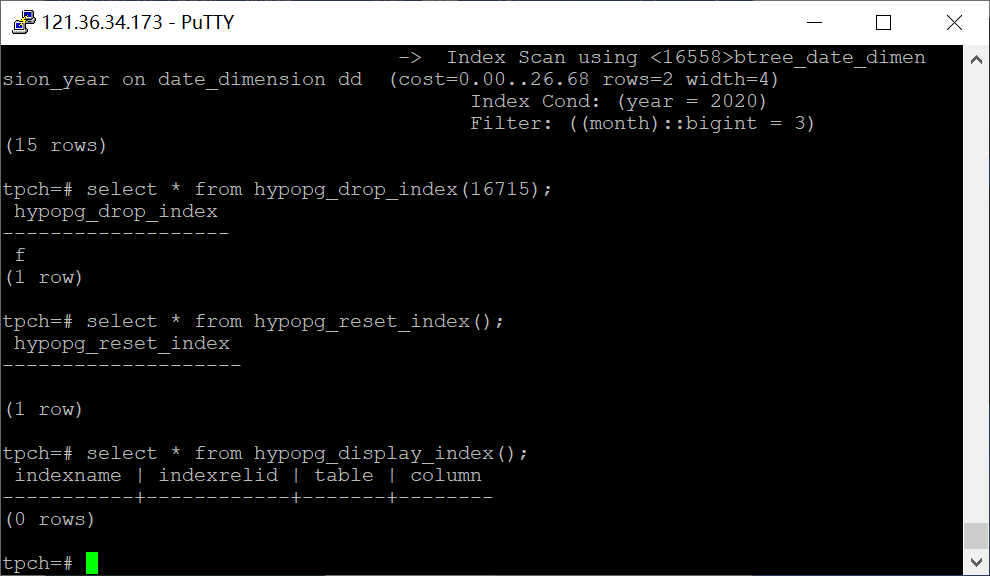 121.36.34.173 - PuTTY
->  Index Scan using <16558>btree_date_dimen
sion_year on date_dimension dd  (cost=0.00..26.68 rows=2 width=4)
Index Cond: (year = 2020)
Filter: ((month)::bigint = 3)
(15 rows)
tpch=# select * from hypopg_drop_index(16715);
hypopg_drop_index
-------------------
f
(1 row)
tpch=# select * from hypopg_reset_index();
hypopg_reset_index
--------------------
(1 row)
tpch=# select * from hypopg_display_index();
indexname | indexrelid | table | column
-----------+------------+-------+--------
(0 rows)
tpch=#